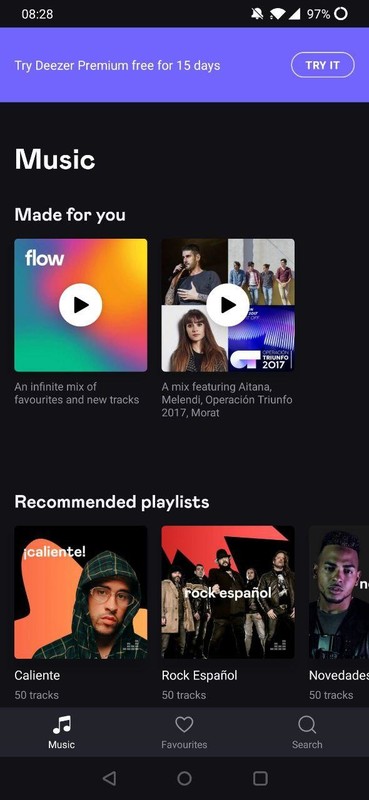 08:28
97%
Try Deezer Premium free for 15 days
TRY IT
Music
Made for you
flow
OPERACIÓN
TRIUNFO
2017
An infinite mix of
favourites and new tracks
A mix featuring Aitana,
Melendi, Operación Triunfo
2017, Morat
Recommended playlists
¡caliente!
rock español
Caliente
50 tracks
Rock Español
50 tracks
Novedades
50 tracks
Music
Favourites
Search